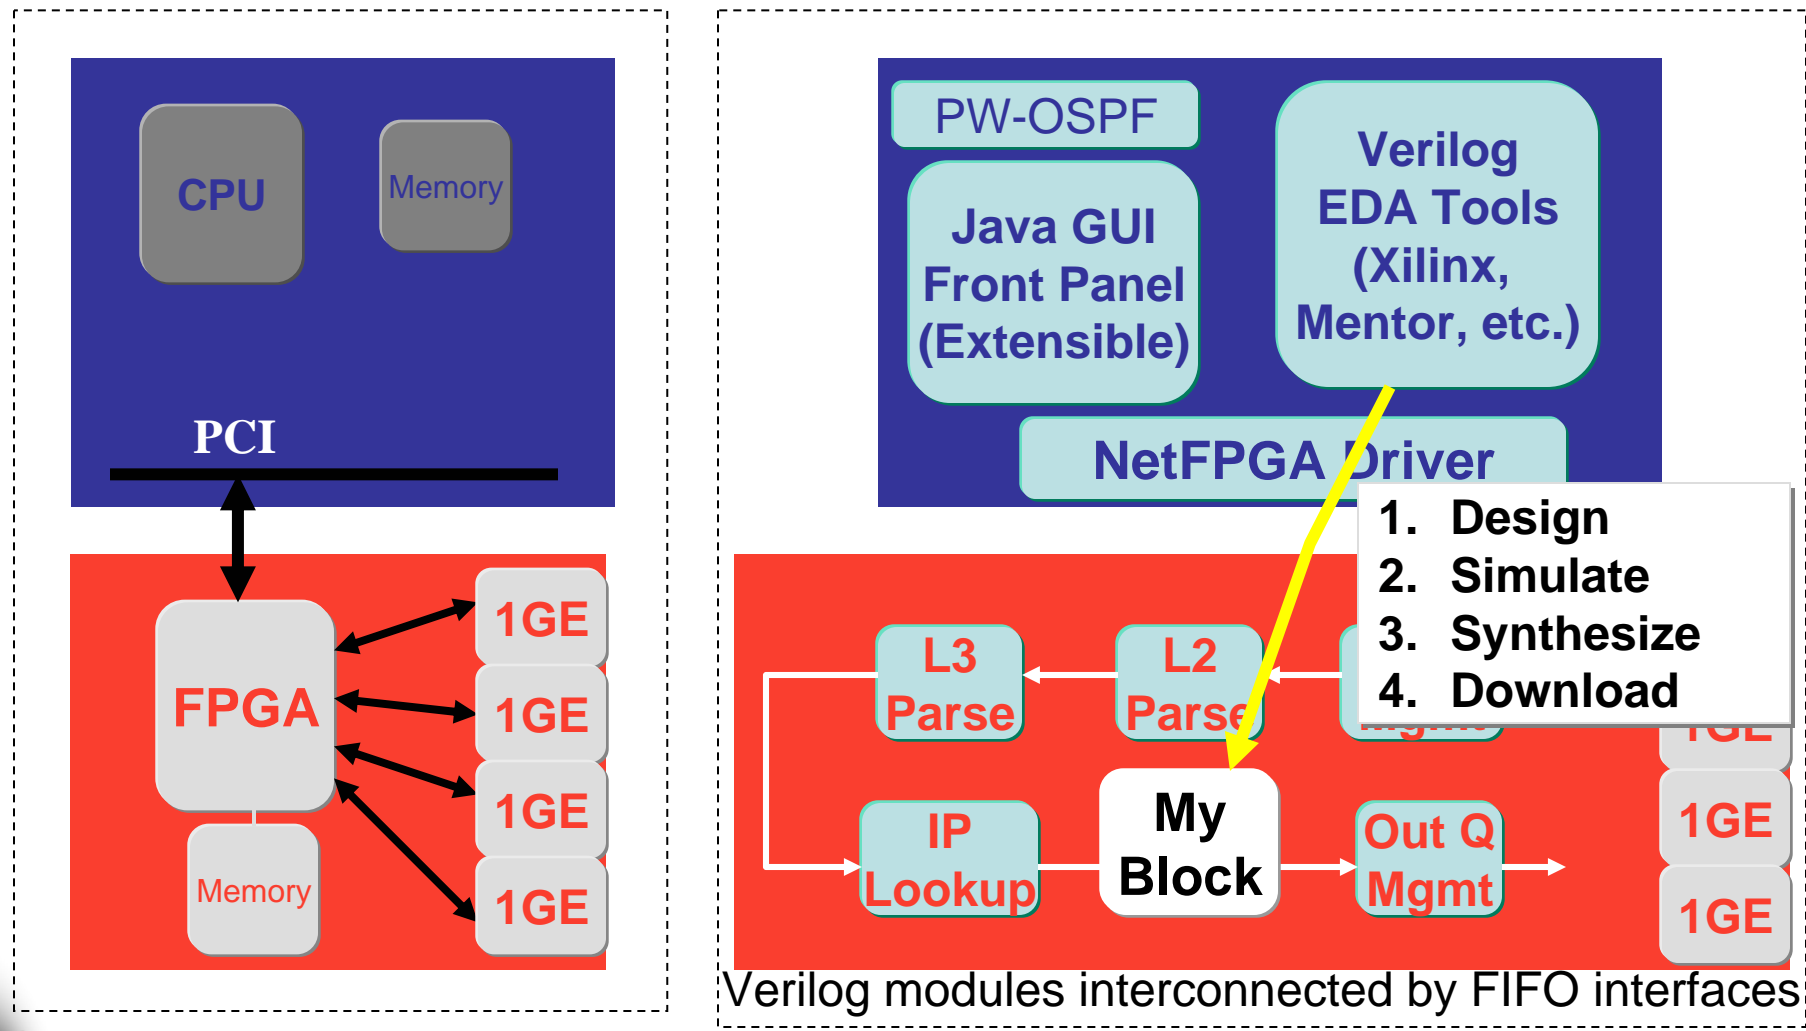 CPU
Memory
PCI
FPGA
Memory
1GE
1GE
1GE
1GE
PW-OSPF
Java GUI
Front Panel
(Extensible)
Verilog
EDA Tools
(Xilinx,
Mentor, etc.)
NetFPGA Driver
1. Design
2. Simulate
3. Synthesize
4. Download
L3
Parse
L2
Parse
Mgmt
IP
Lookup
My
Block
Out Q
Mgmt
1GE
1GE
1GE
Verilog modules interconnected by FIFO interfaces